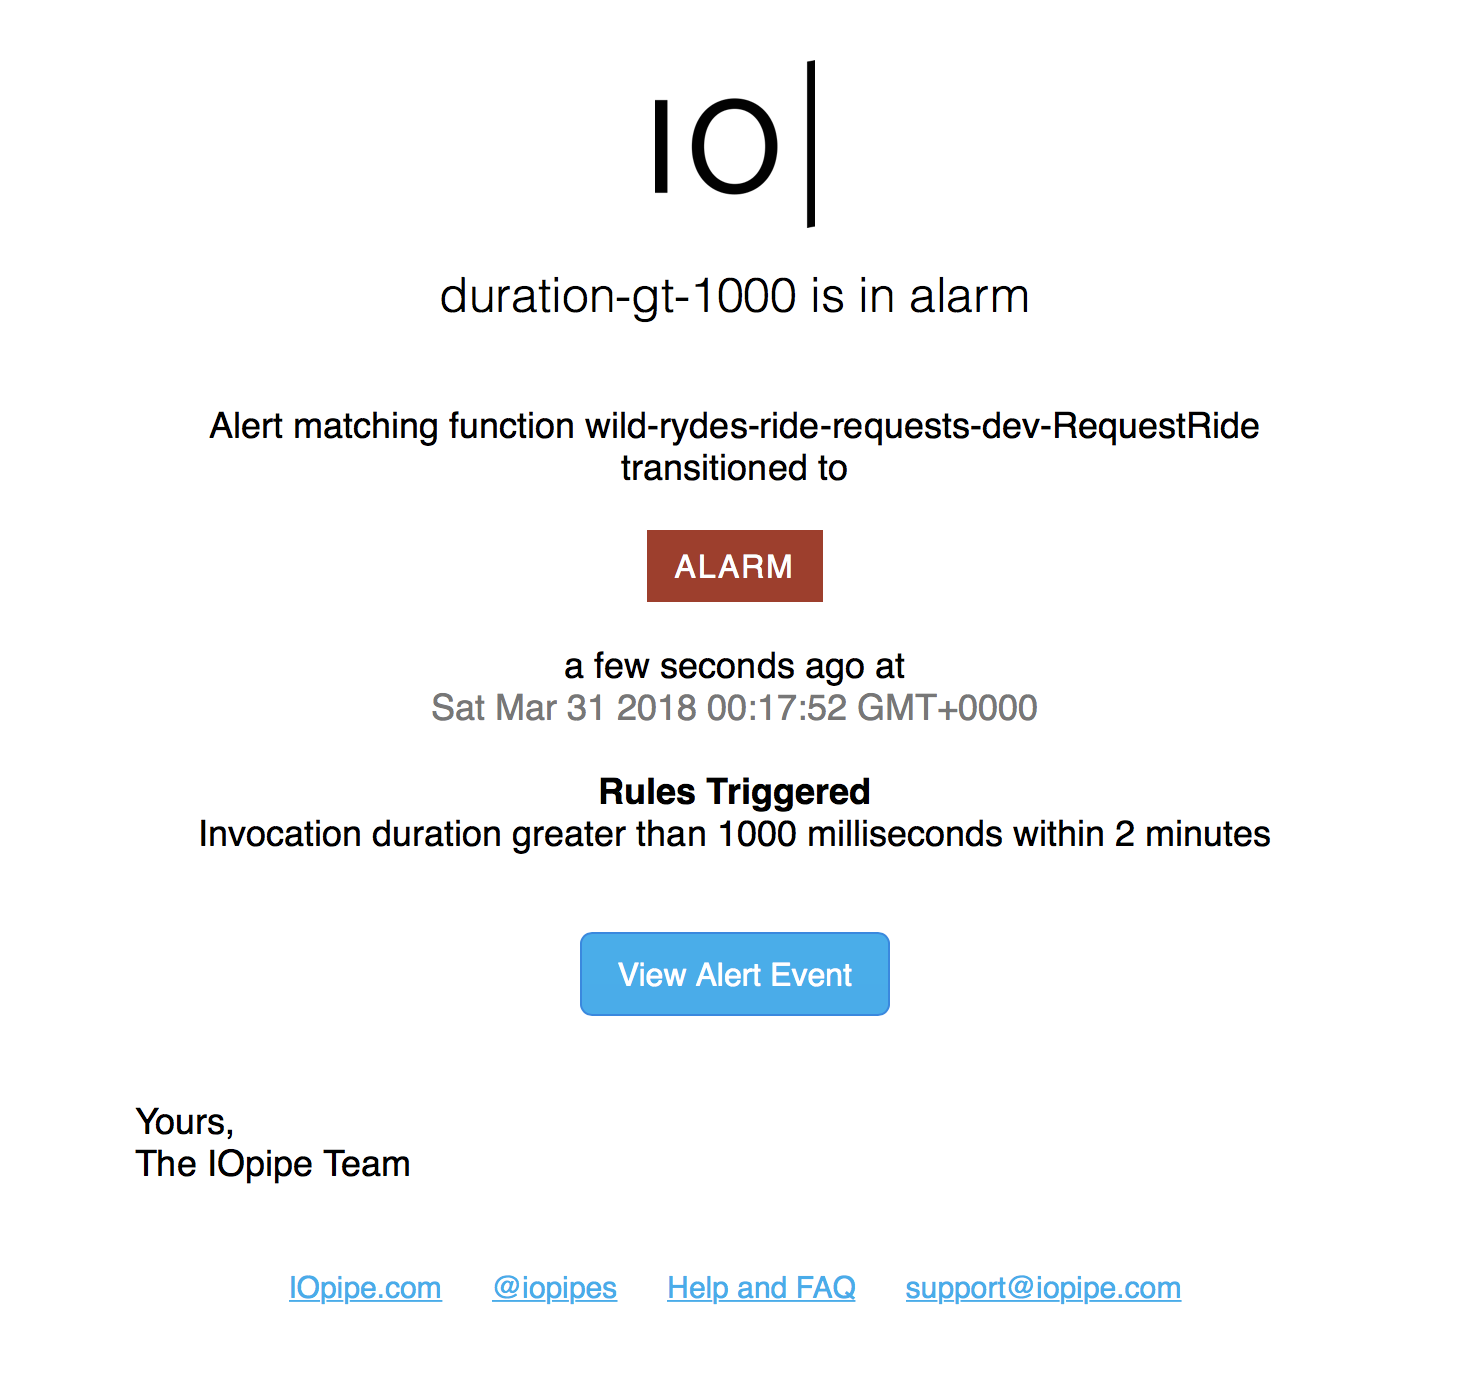 IO|
duration-gt-1000 is in alarm
Alert matching function wild-rydes-ride-requests-dev-RequestRide
transitioned to
ALARM
a few seconds ago at
Sat Mar 31 2018 00:17:52 GMT+0000
Rules Triggered
Invocation duration greater than 1000 milliseconds within 2 minutes
View Alert Event
Yours,
The IOpipe Team
IOpipe.com @iopipes Help and FAQ support@iopipe.com